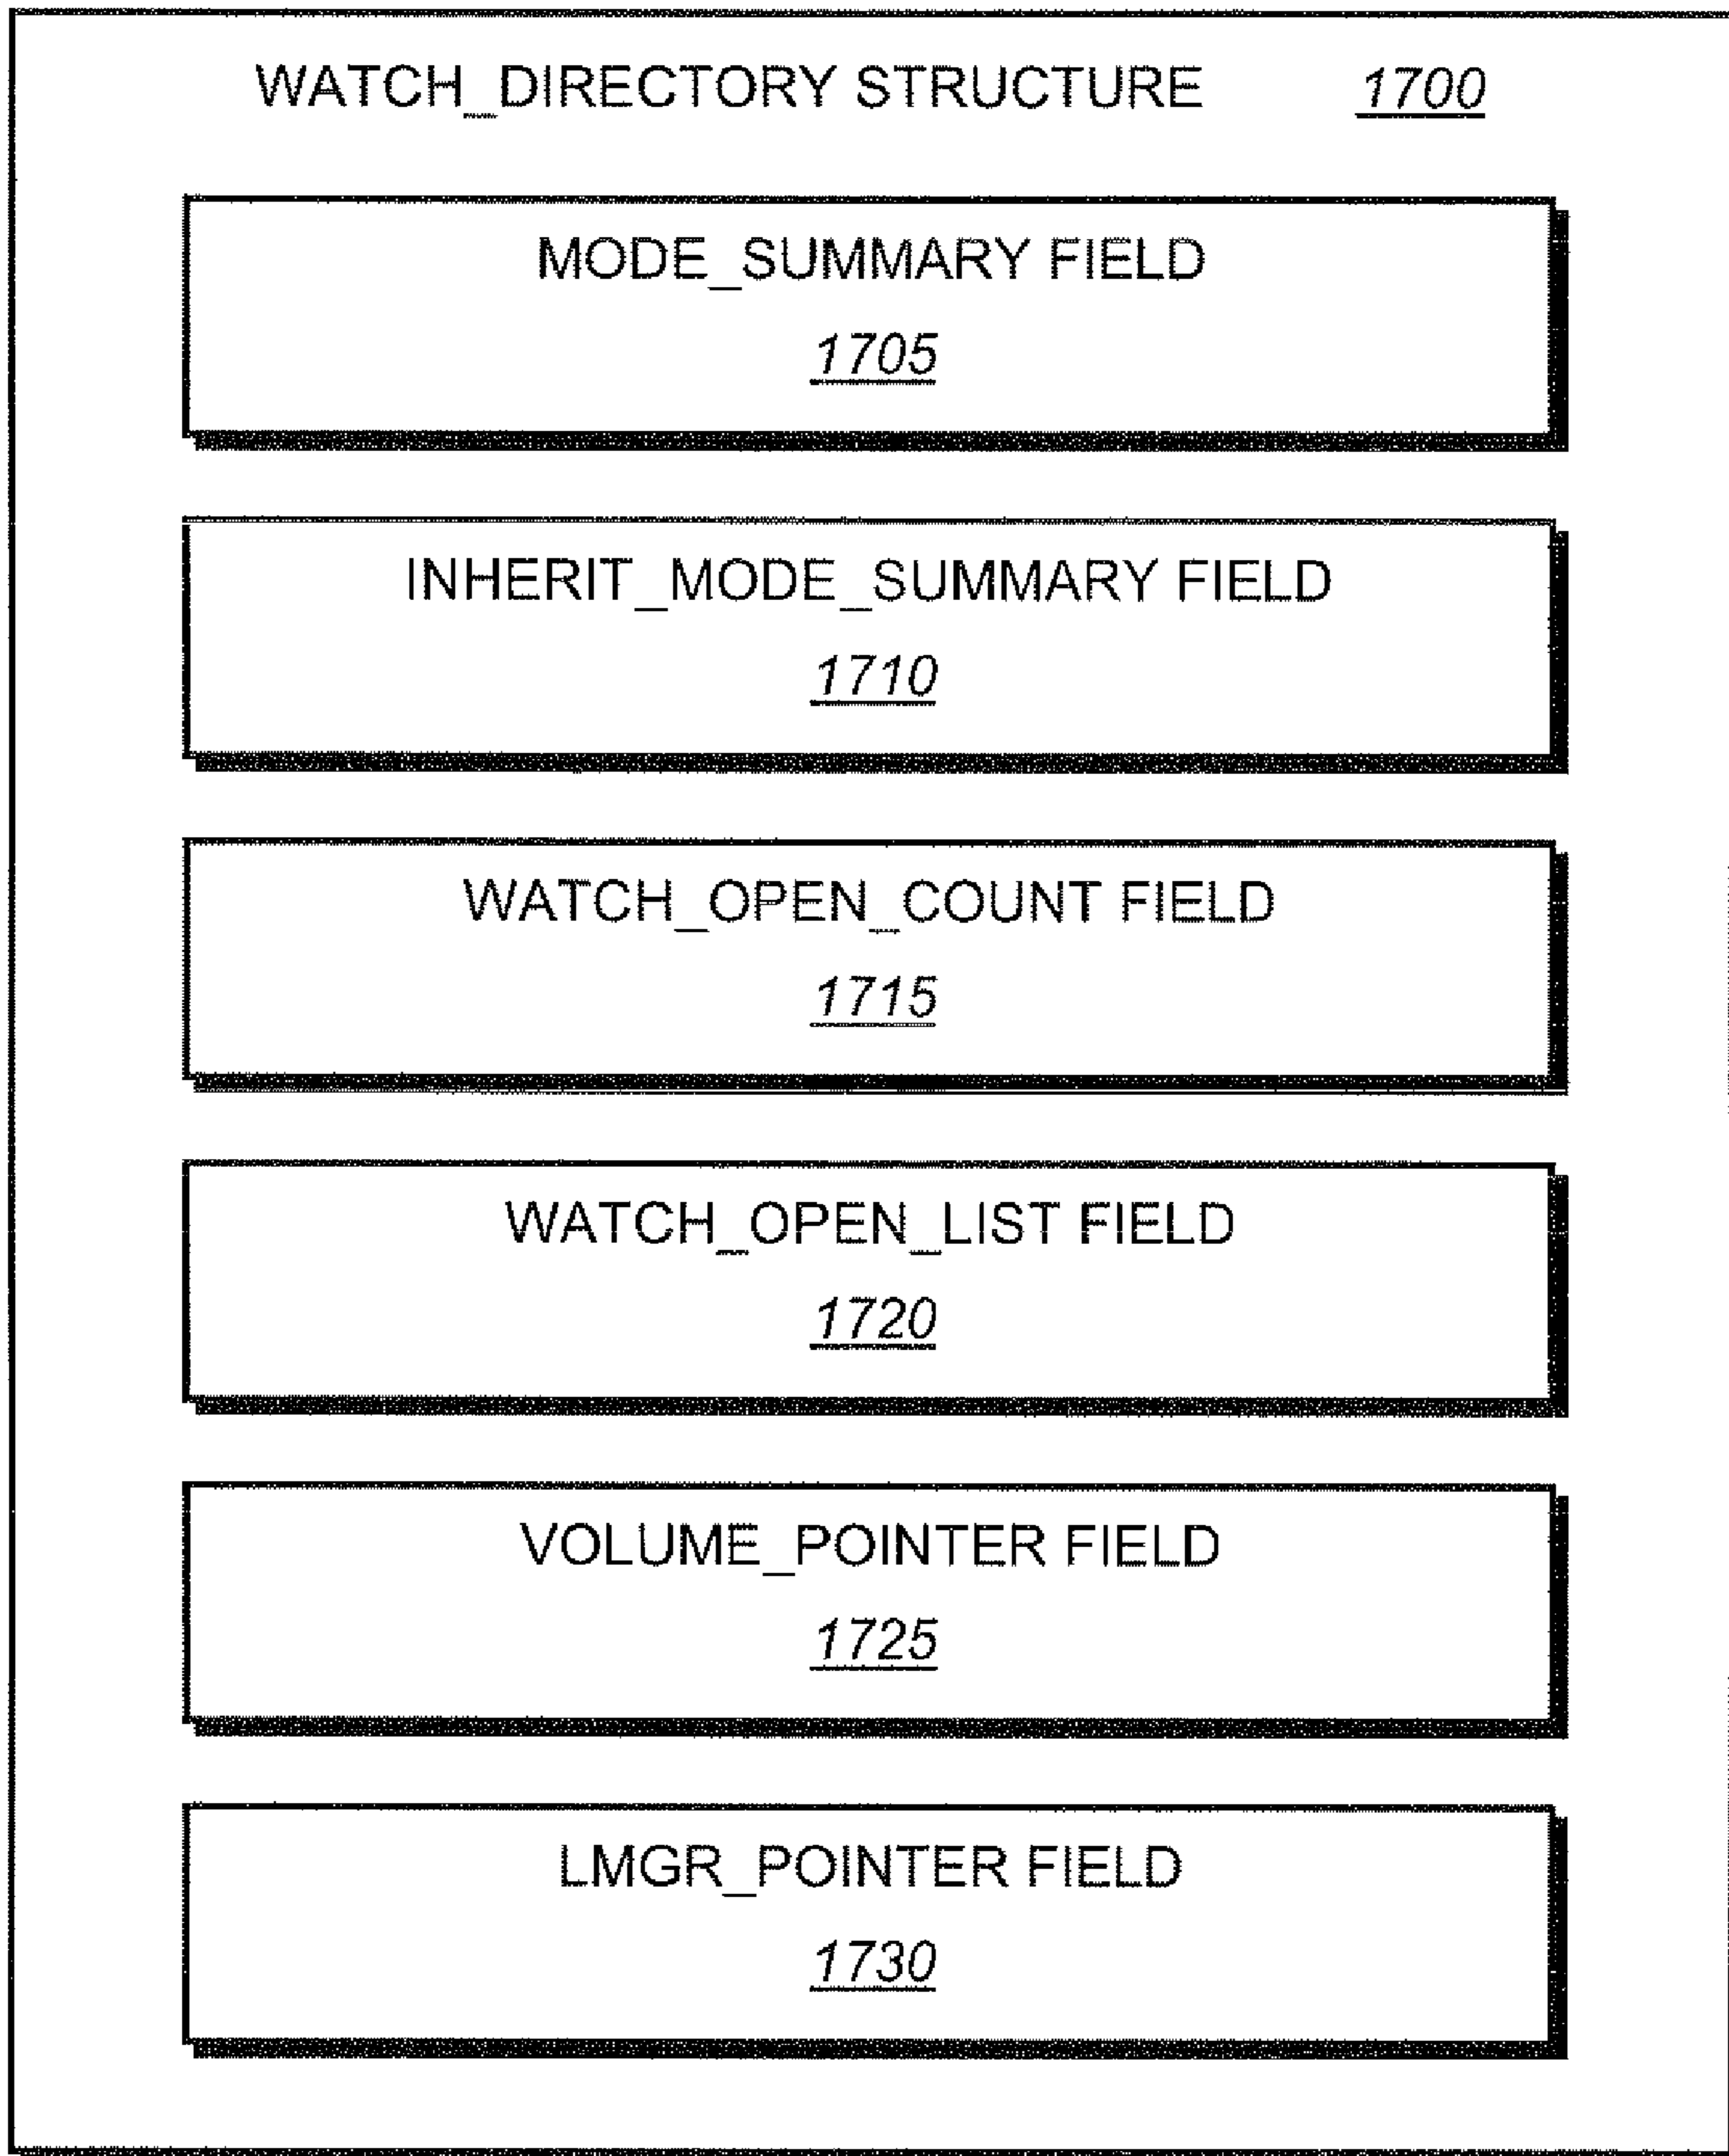 WATCH_DIRECTORY STRUCTURE 1700
MODE_SUMMARY FIELD
1705
INHERIT_MODE_SUMMARY FIELD
1710
WATCH_OPEN_COUNT FIELD
1715
WATCH_OPEN_LIST FIELD
1720
VOLUME_POINTER FIELD
1725
LMGR_POINTER FIELD
1730